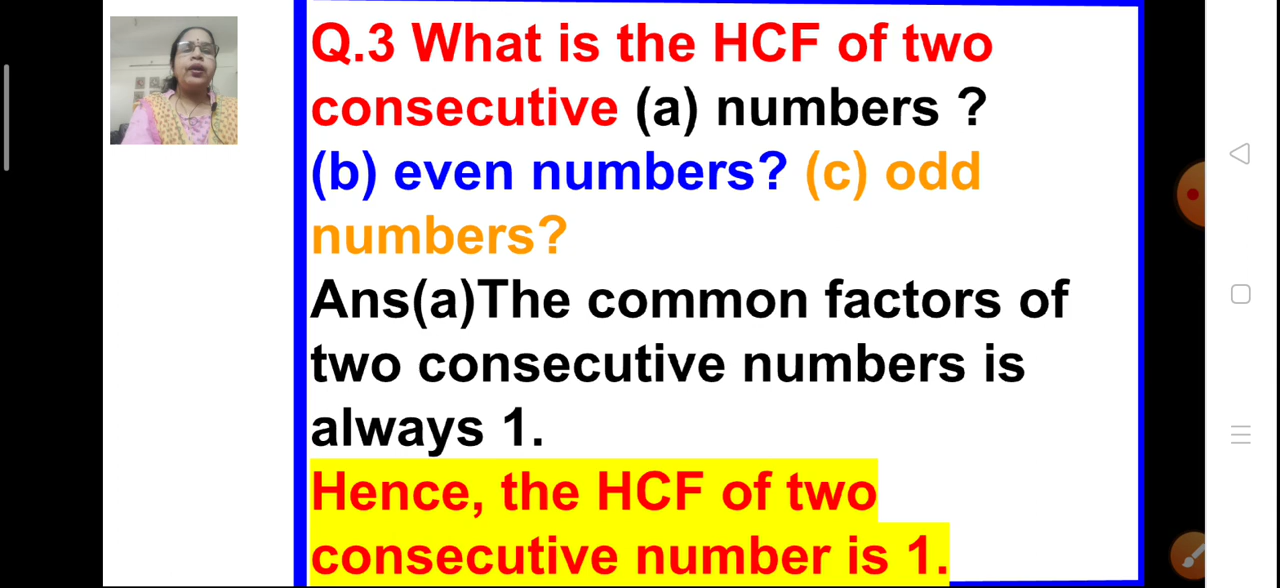 Q.3 What is the HCF of two
consecutive (a) numbers ?
(b) even numbers? (c) odd
numbers?
Ans(a)The common factors of
two consecutive numbers is
always 1.
Hence, the HCF of two
consecutive number is 1.